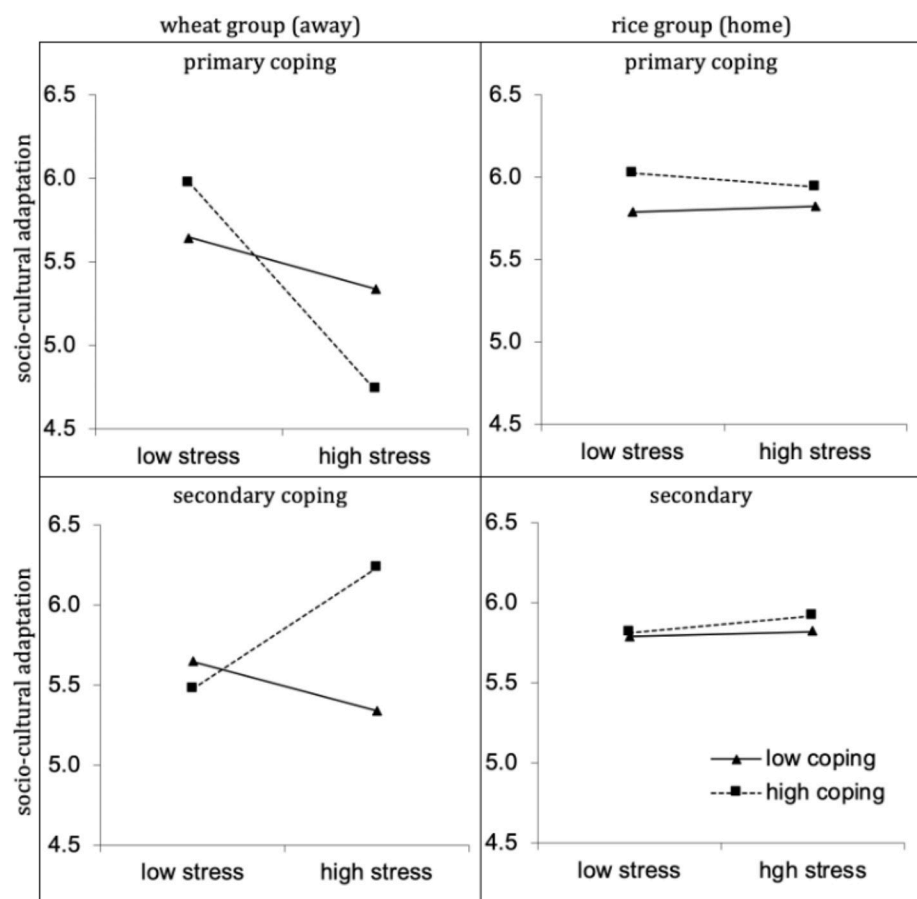 wheat group (away)
rice group (home)
primary coping
socio-cultural adaptation
6.5
6.0
5.5
5.0
4.5
low stress
high stress
primary coping
6.5
6.0
5.5
5.0
4.5
low stress
high stress
secondary coping
socio-cultural adaptation
6.5
6.0
5.5
5.0
4.5
low stress
high stress
secondary
6.5
6.0
5.5
5.0
4.5
low coping
high coping
low stress
hgh stress